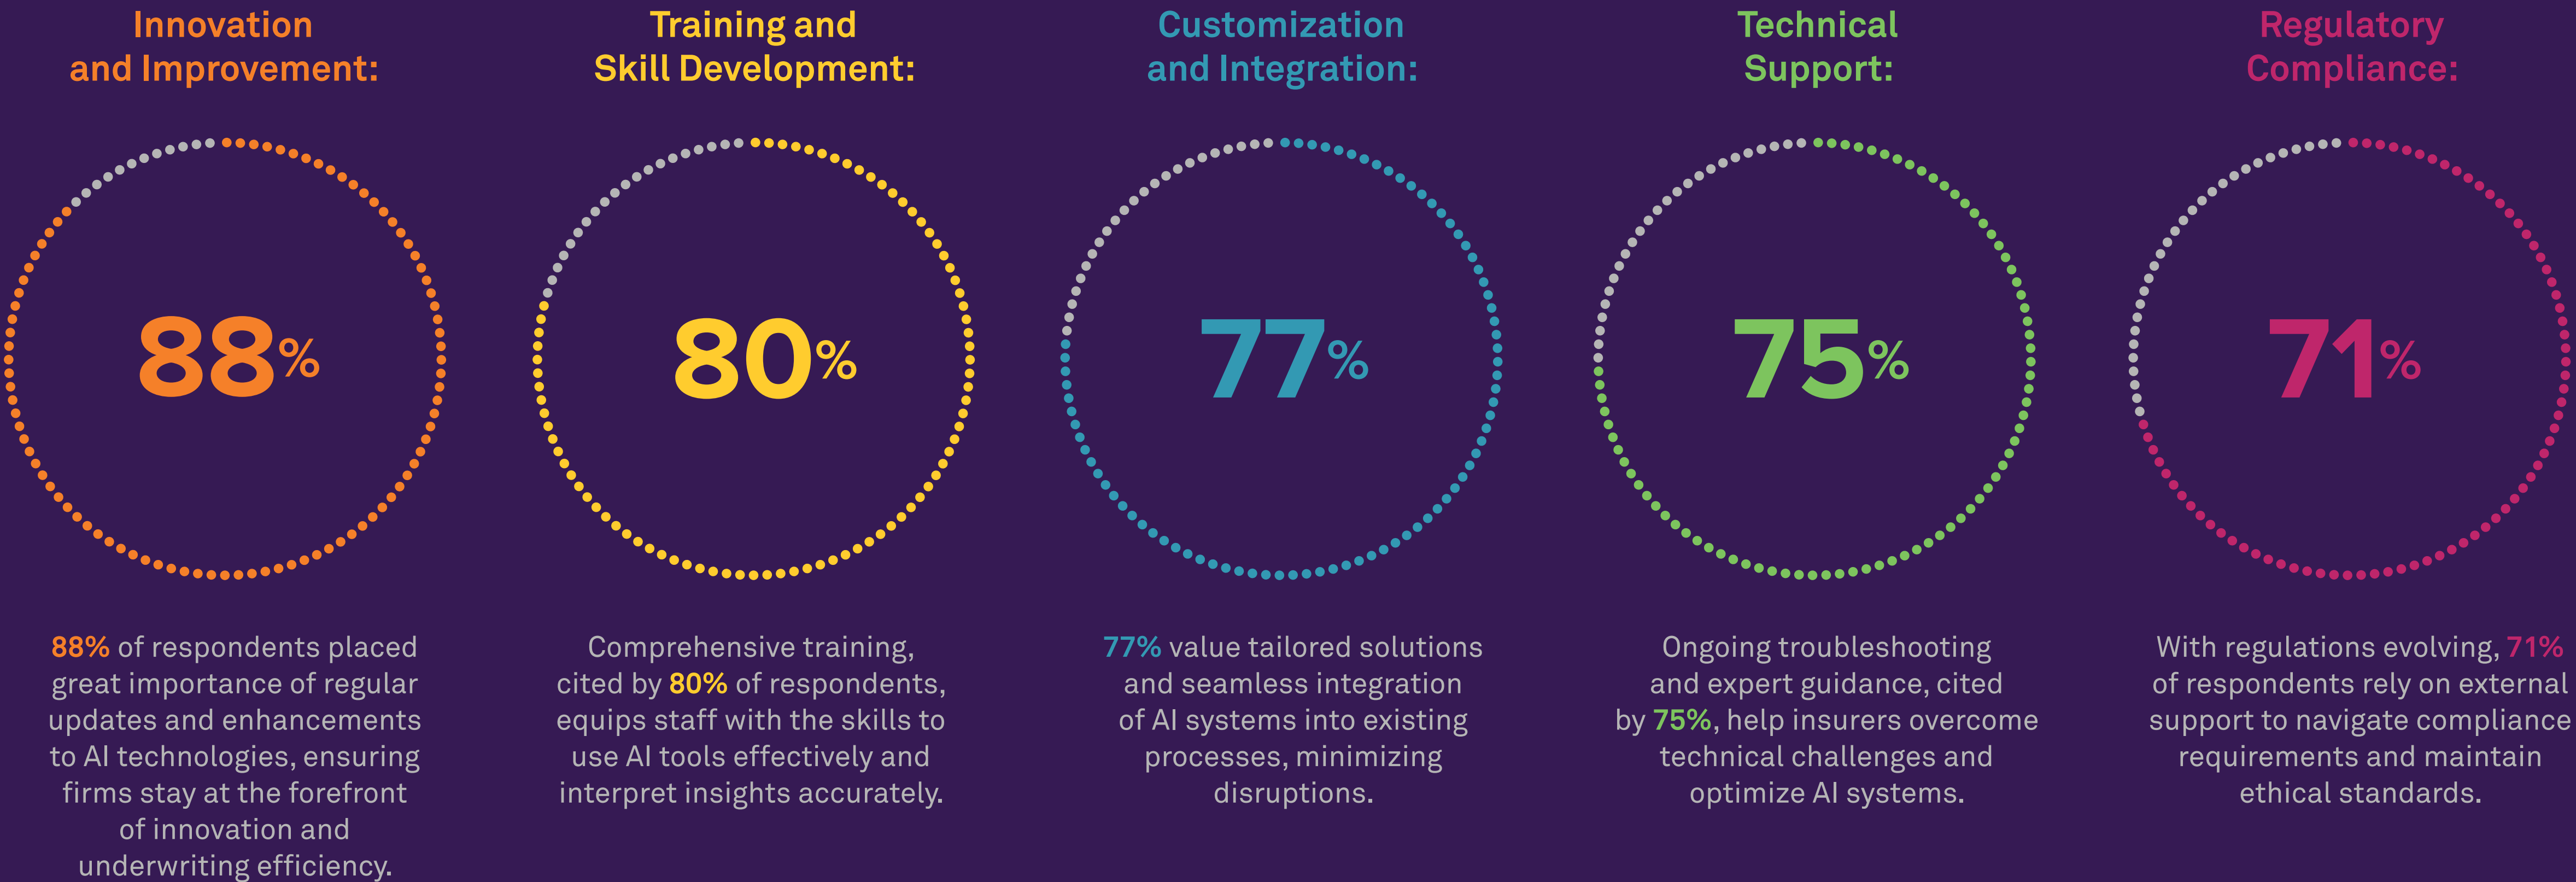 Innovation
and Improvement:
88%
88% of respondents placed
great importance of regular
updates and enhancements
to AI technologies, ensuring
firms stay at the forefront
of innovation and
underwriting efficiency.
Training and
Skill Development:
80%
Comprehensive training,
cited by 80% of respondents,
equips staff with the skills to
use AI tools effectively and
interpret insights accurately.
Customization
and Integration:
77%
77% value tailored solutions
and seamless integration
of AI systems into existing
processes, minimizing
disruptions.
Technical
Support:
75%
Ongoing troubleshooting
and expert guidance, cited
by 75%, help insurers overcome
technical challenges and
optimize AI systems.
Regulatory
Compliance:
71%
With regulations evolving, 71%
of respondents rely on external
support to navigate compliance
requirements and maintain
ethical standards.